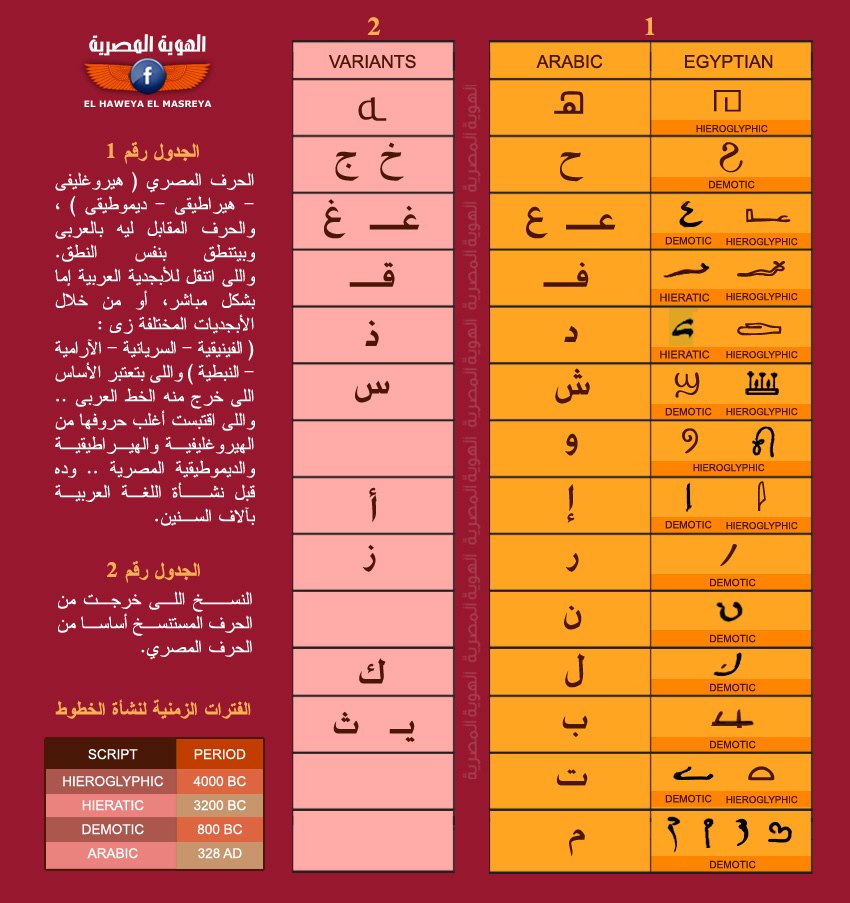 الهوية المصرية
f
EL HAWEYA EL MASREYA
الجدول رقم 1
الحرف المصري ( هيروغليفى
- هيراطيقى - ديموطيقى ) ،
والحرف المقابل ليه بالعربى
وبيتنطق بنفس النطق.
واللى اتنقل للأبجدية العربية إما
بشكل مباشر، أو من خلال
الأبجديات المختلفة زى :
( الفينيقية - السريانية - الآرامية
- النبطية ) واللى بتعتبر الأساس
اللى خرج منه الخط العربى ..
واللى اقتبست أغلب حروفها من
الهيروغليفية والهيراطيقية
والديموطيقية المصرية .. وده
قبل نشأة اللغة العربية
بآلاف السنين.
الجدول رقم 2
النسخ اللى خرجت من
الحرف المستنسخ أساسا من
الحرف المصري.
الفترات الزمنية لنشأة الخطوط
SCRIPT PERIOD
HIEROGLYPHIC 4000 BC
HIERATIC 3200 BC
DEMOTIC 800 BC
ARABIC 328 AD
2
VARIANTS
خ ج
غـ غ
قـ
ذ
س
أ
ز
ك
يـ ث
1
ARABIC EGYPTIAN
هـ
HIEROGLYPHIC
ح
DEMOTIC
عـ ع
DEMOTIC HIEROGLYPHIC
فـ
HIERATIC HIEROGLYPHIC
د
HIERATIC HIEROGLYPHIC
ش
DEMOTIC HIEROGLYPHIC
و
HIEROGLYPHIC
إ
DEMOTIC HIEROGLYPHIC
ر
DEMOTIC
ن
DEMOTIC
ل
DEMOTIC
ب
DEMOTIC
ت
DEMOTIC HIEROGLYPHIC
م
DEMOTIC
الهوية المصرية الهوية المصرية الهوية المصرية الهوية المصرية الهوية المصرية الهوية المصرية